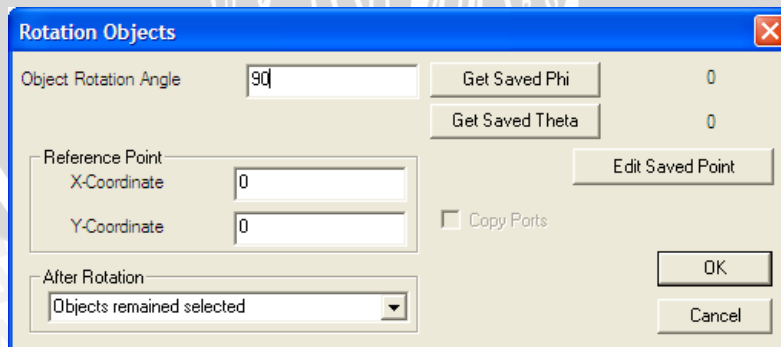 Rotation Objects
Object Rotation Angle 90 Get Saved Phi 0
Get Saved Theta 0
Reference Point
Edit Saved Point
X-Coordinate 0
Y-Coordinate 0
Copy Ports
After Rotation
OK
Objects remained selected
Cancel